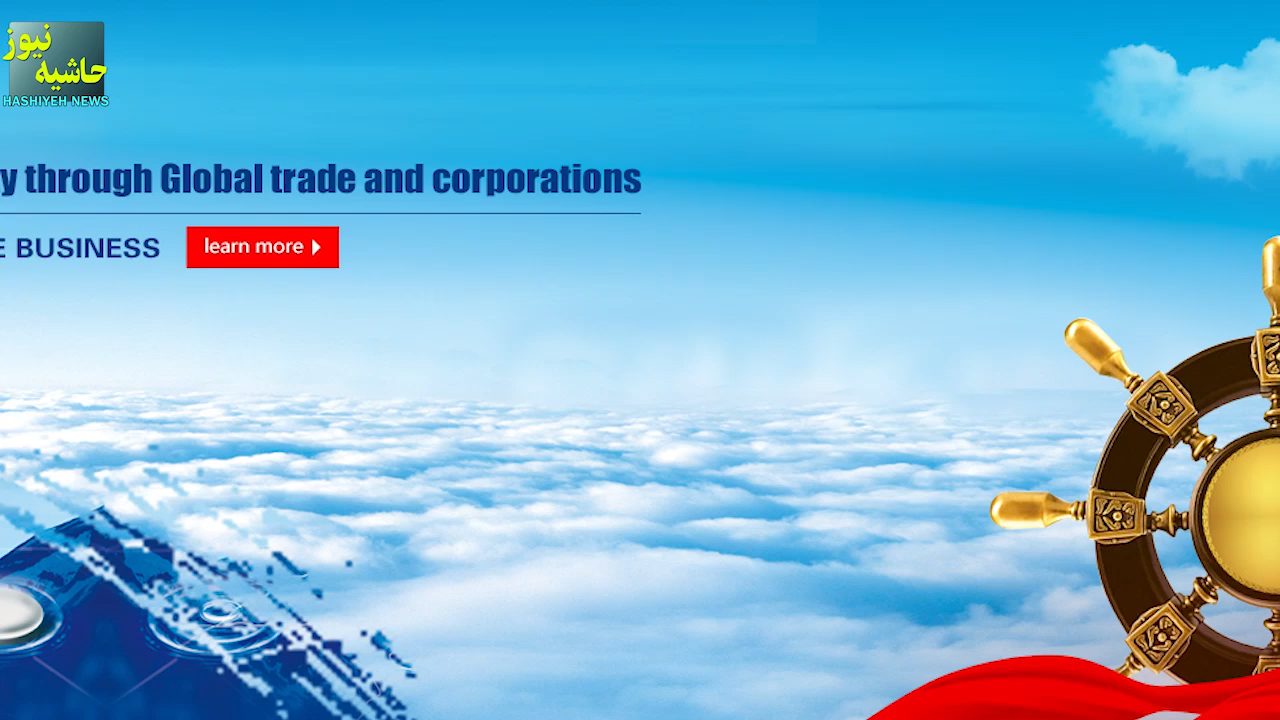 نیوز
حاشیه
HASHIYEH NEWS
y through Global trade and corporations
E BUSINESS
learn more